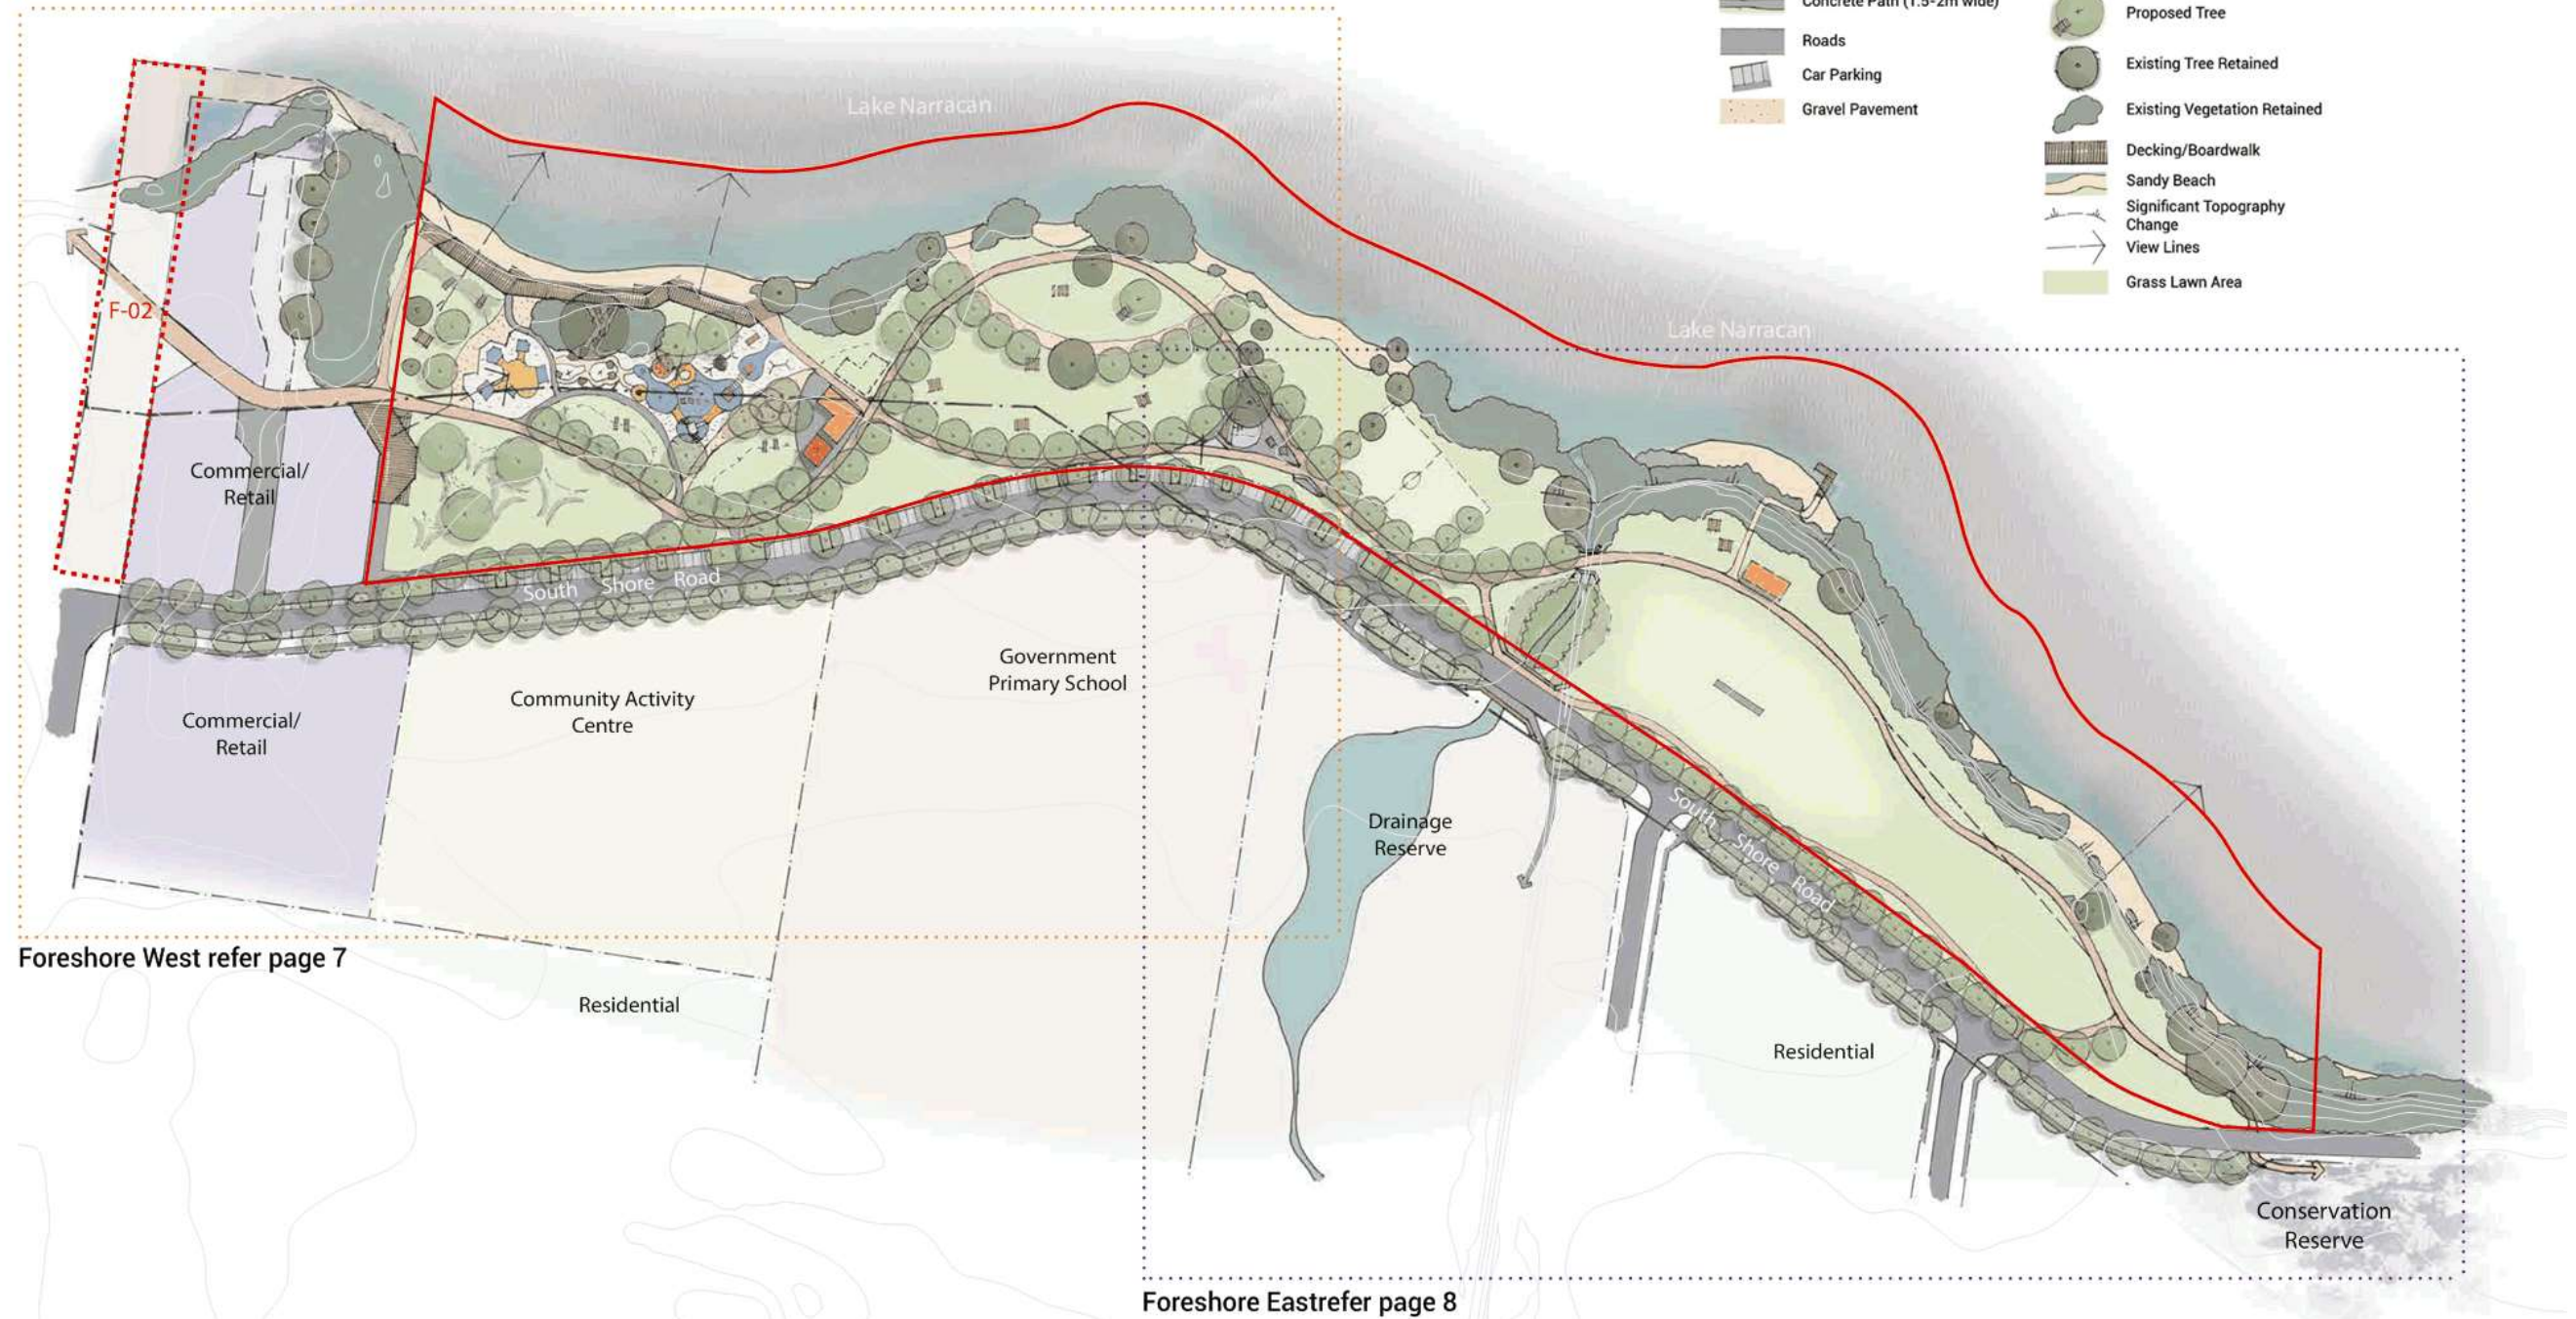 Concrete Path (1.5-2m wide)
Roads
Car Parking
Gravel Pavement
Proposed Tree
Existing Tree Retained
Existing Vegetation Retained
Decking/Boardwalk
Sandy Beach
Significant Topography
Change
View Lines
Grass Lawn Area
Lake Narracan
Lake Narracan
F-02
Commercial/
Retail
South Shore Road
Commercial/
Retail
Community Activity
Centre
Government
Primary School
Drainage
Reserve
South Shore Road
Foreshore West refer page 7
Residential
Residential
Conservation
Reserve
Foreshore Eastrefer page 8